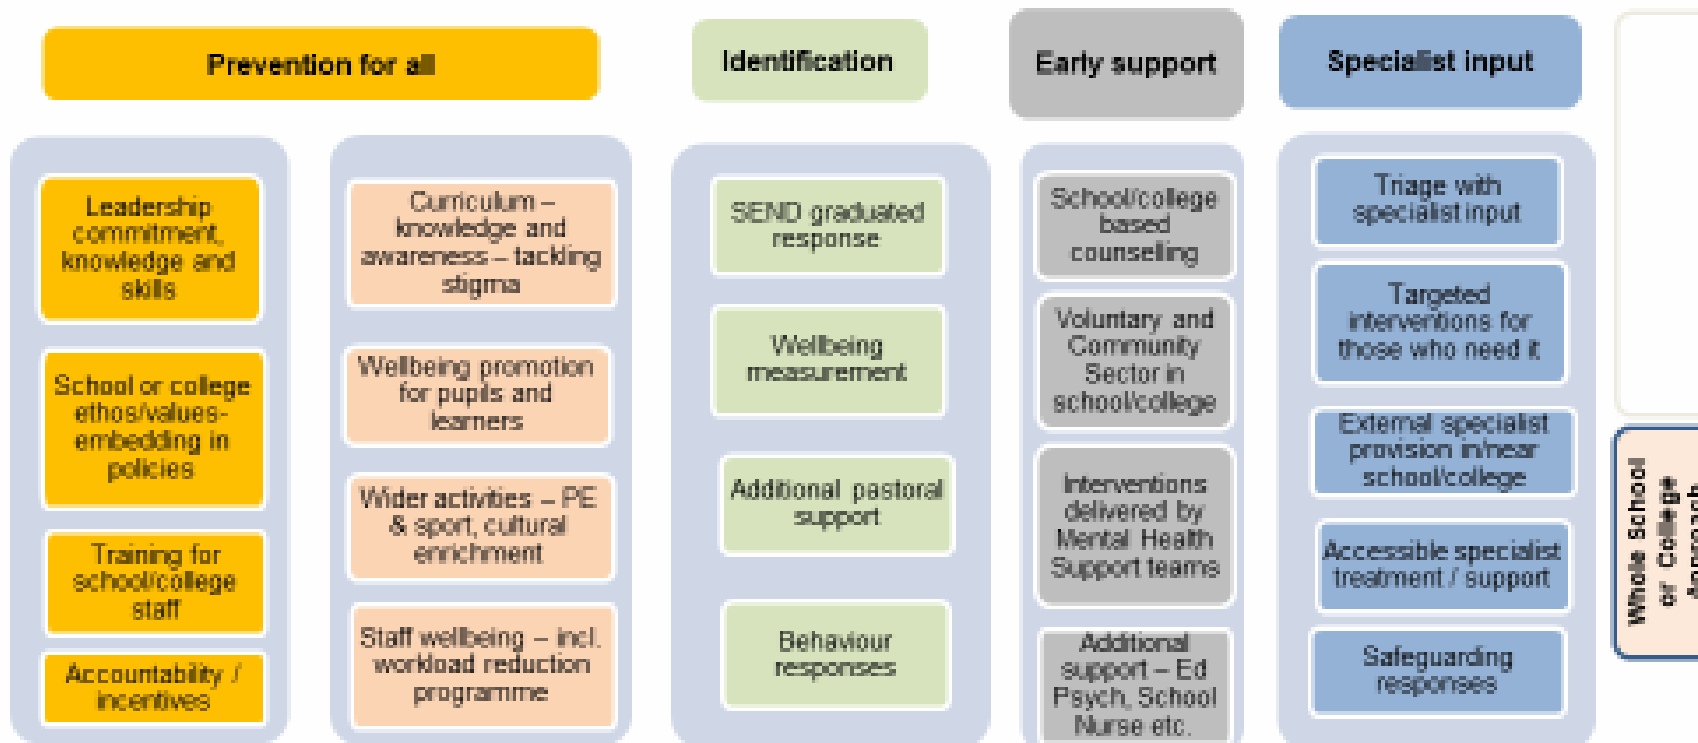 Prevention for all
Identification
Early support
Specialist input
Leadership
commitment,
knowledge and
skills
School or college
ethos/values-
embedding in
policies
Training for
school/college
staff
Accountability /
incentives
Curriculum –
knowledge and
awareness – tackling
stigma
Wellbeing promotion
for pupils and
learners
Wider activities – PE
& sport, cultural
enrichment
Staff wellbeing – incl.
workload reduction
programme
SEND graduated
response
Wellbeing
measurement
Additional pastoral
support
Behaviour
responses
School/college
based
counselling
Voluntary and
Community
Sector in
school/college
Interventions
delivered by
Mental Health
Support teams
Additional
support – Ed
Psych, School
Nurse etc.
Triage with
specialist input
Targeted
interventions for
those who need it
External specialist
provision in/near
school/college
Accessible specialist
treatment / support
Safeguarding
responses
Whole School
or College
Approach